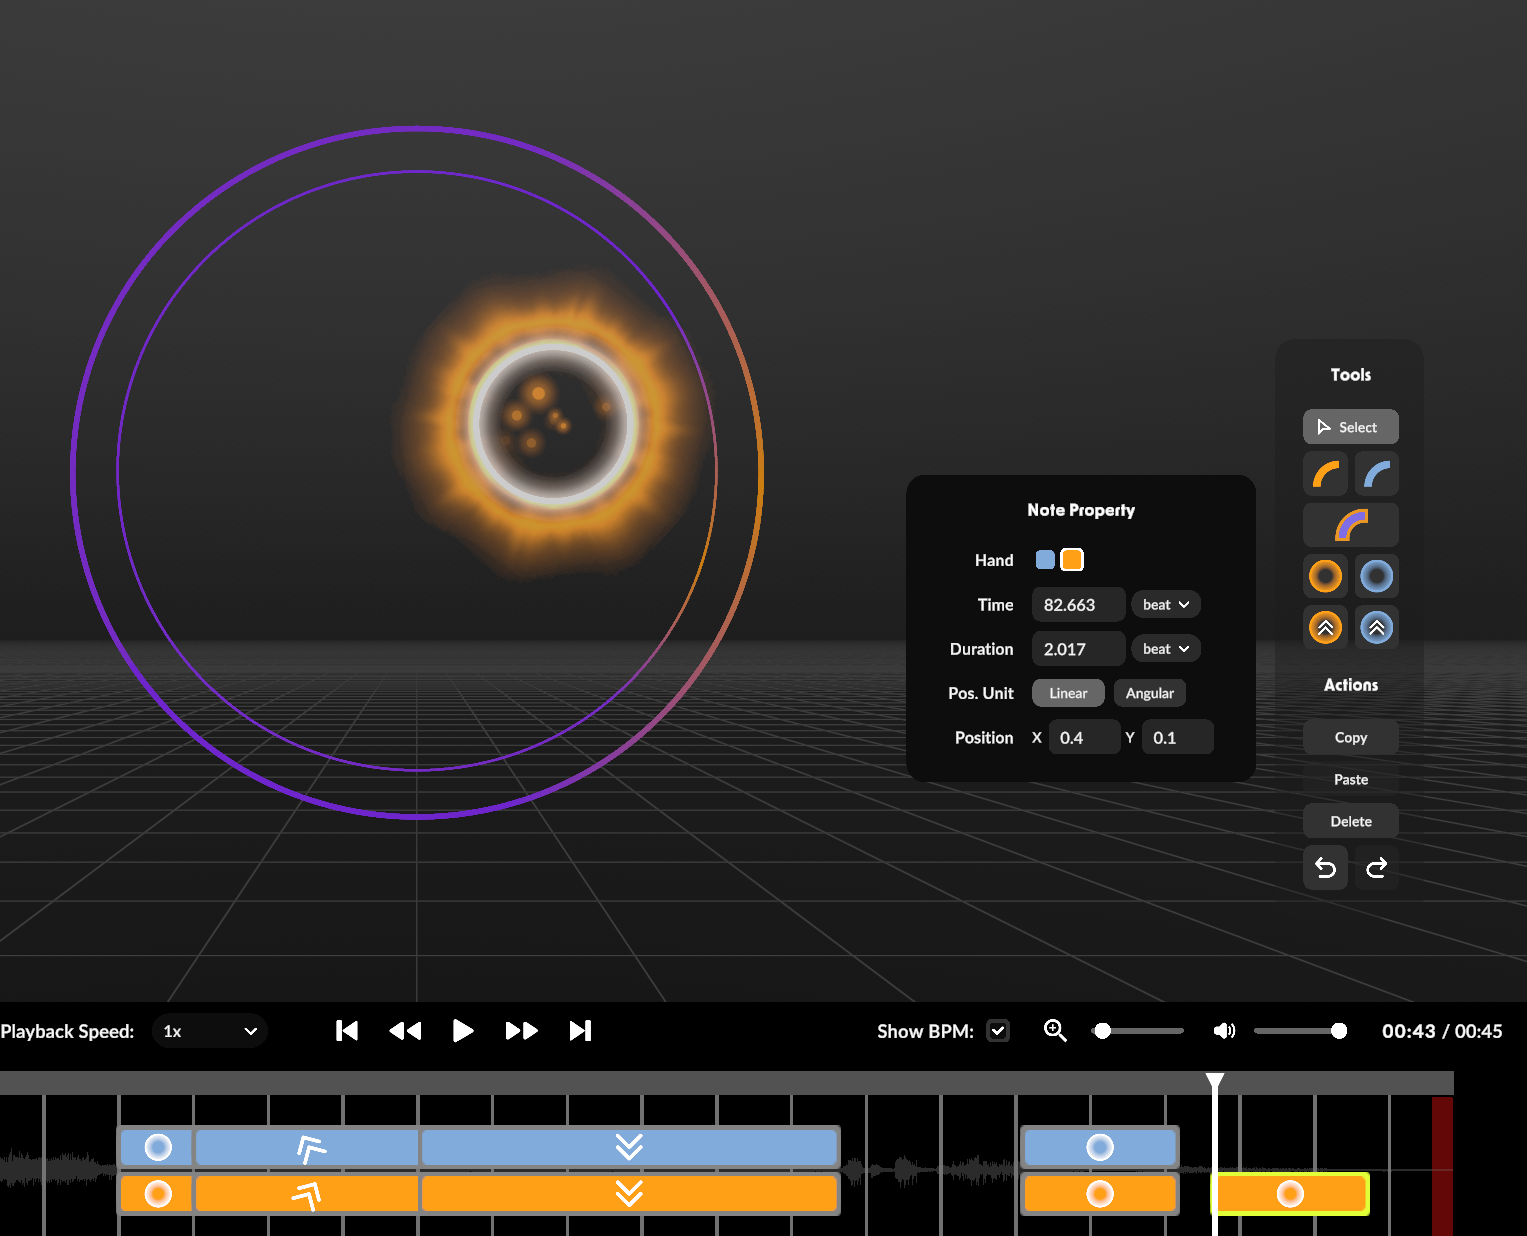 Tools
Select
Note Property
Hand
Time 82.663 beat
Duration 2.017 beat
Pos. Unit Linear Angular
Position X 0.4 Y 0.1
Actions
Copy
Paste
Delete
Playback Speed: 1x Show BPM: 00:43 / 00:45